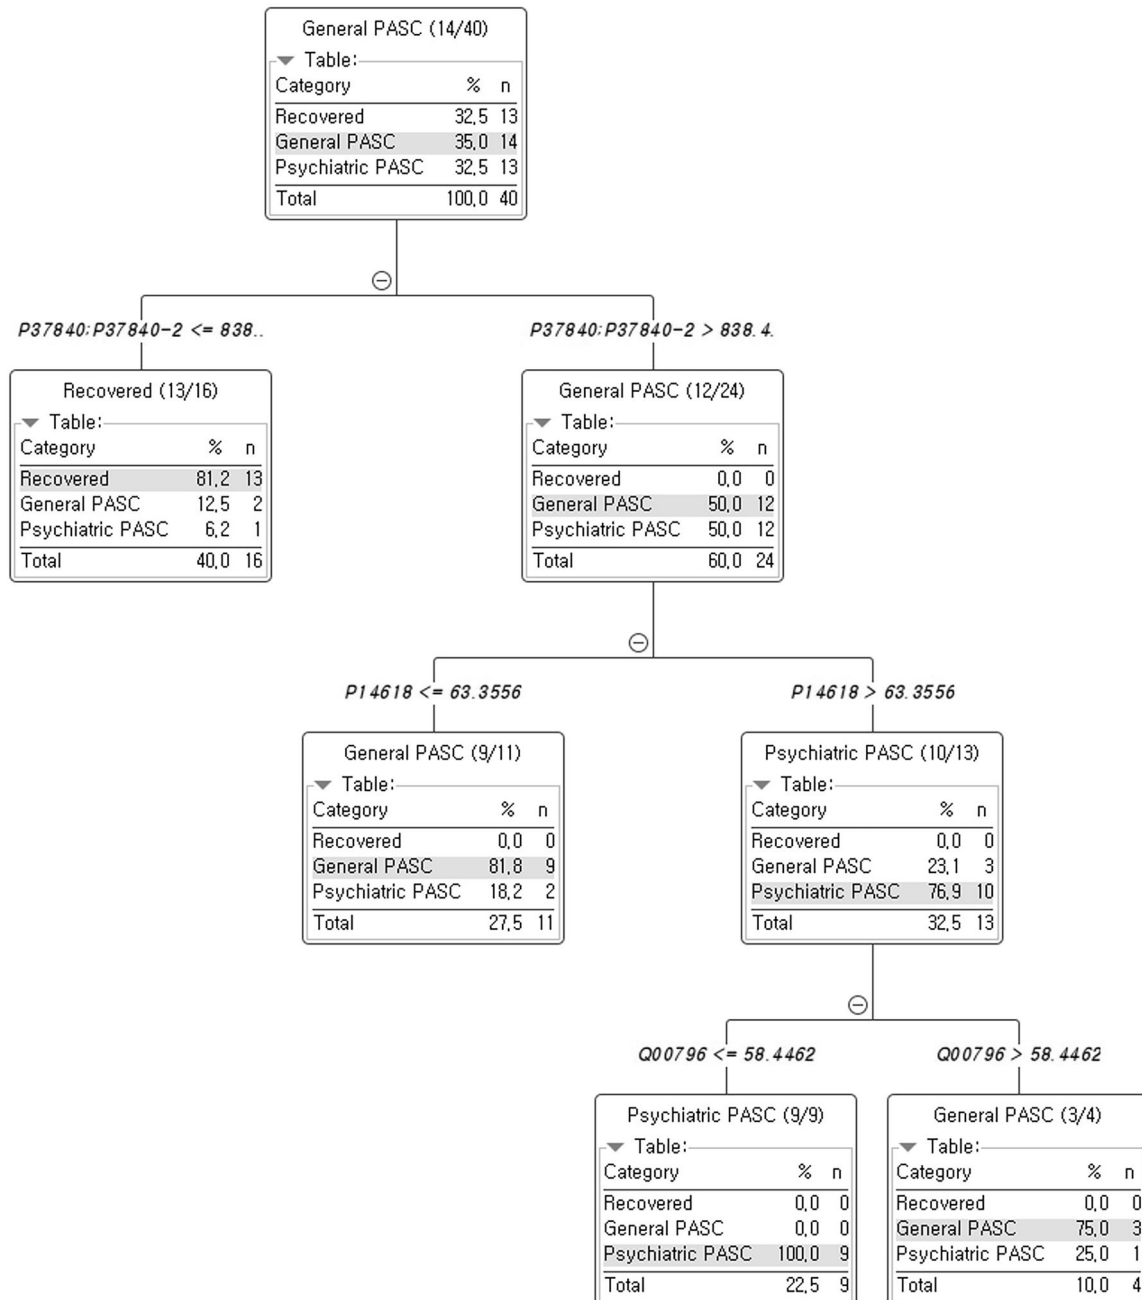 General PASC (14/40)
Table:
Category % n
Recovered 32,5 13
General PASC 35,0 14
Psychiatric PASC 32,5 13
Total 100,0 40
P37840;P37840-2 <= 838..
P37840;P37840-2 > 838.4.
Recovered (13/16)
Table:
Category % n
Recovered 81,2 13
General PASC 12,5 2
Psychiatric PASC 6,2 1
Total 40,0 16
General PASC (12/24)
Table:
Category % n
Recovered 0,0 0
General PASC 50,0 12
Psychiatric PASC 50,0 12
Total 60,0 24
P14618 <= 63.3556
P14618 > 63.3556
General PASC (9/11)
Table:
Category % n
Recovered 0,0 0
General PASC 81,8 9
Psychiatric PASC 18,2 2
Total 27,5 11
Psychiatric PASC (10/13)
Table:
Category % n
Recovered 0,0 0
General PASC 23,1 3
Psychiatric PASC 76,9 10
Total 32,5 13
Q00796 <= 58.4462
Q00796 > 58.4462
Psychiatric PASC (9/9)
Table:
Category % n
Recovered 0,0 0
General PASC 0,0 0
Psychiatric PASC 100,0 9
Total 22,5 9
General PASC (3/4)
Table:
Category % n
Recovered 0,0 0
General PASC 75,0 3
Psychiatric PASC 25,0 1
Total 10,0 4